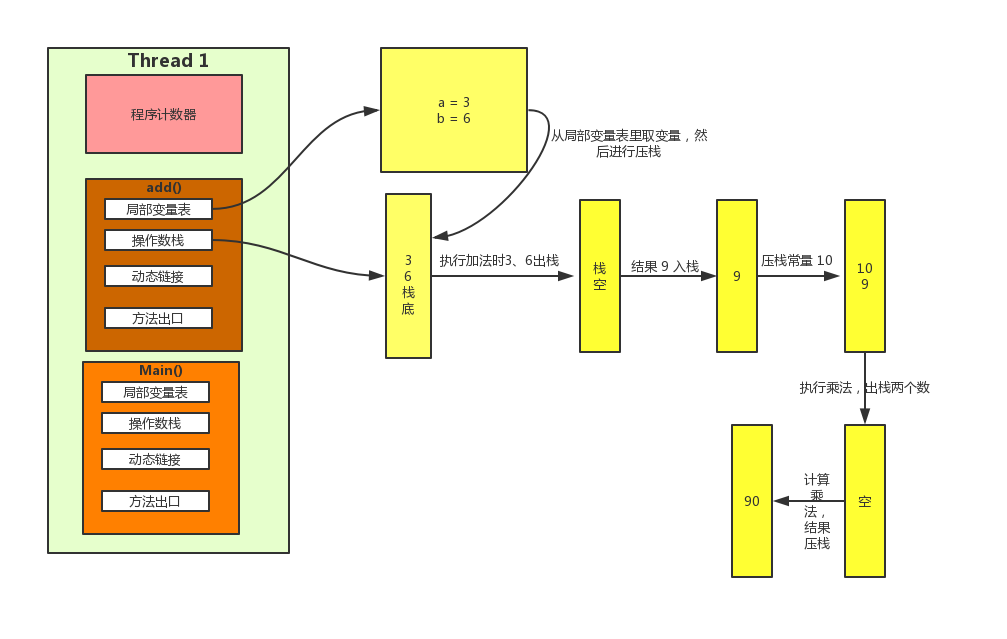 Thread 1
程序计数器
add()
局部变量表
操作数栈
动态链接
方法出口
Main()
局部变量表
操作数栈
动态链接
方法出口
a = 3
b = 6
从局部变量表里取变量，然
后进行压栈
3
6
栈
底
执行加法时3、6出栈
栈
空
结果 9 入栈
9
压栈常量 10
10
9
执行乘法，出栈两个数
空
计算
乘
法，
结果
压栈
90